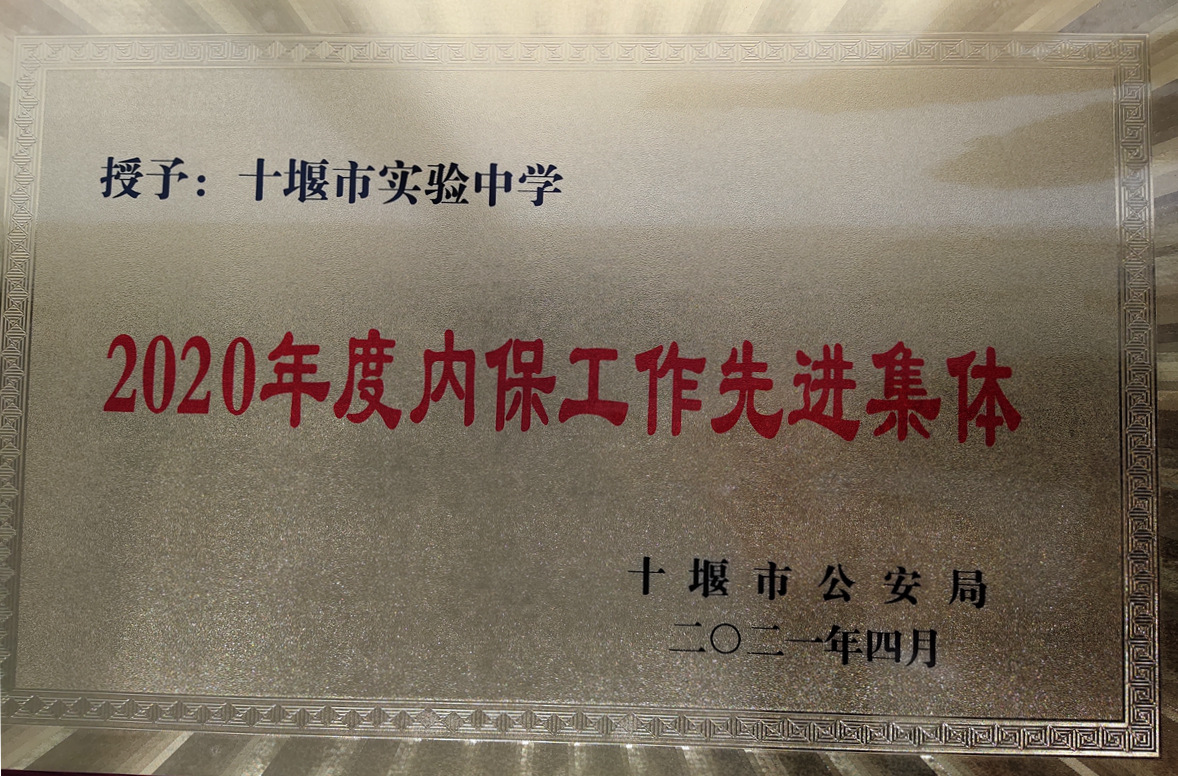 授予：十堰市实验中学
2020年度内保工作先进集体
十堰市公安局
二〇二一年四月